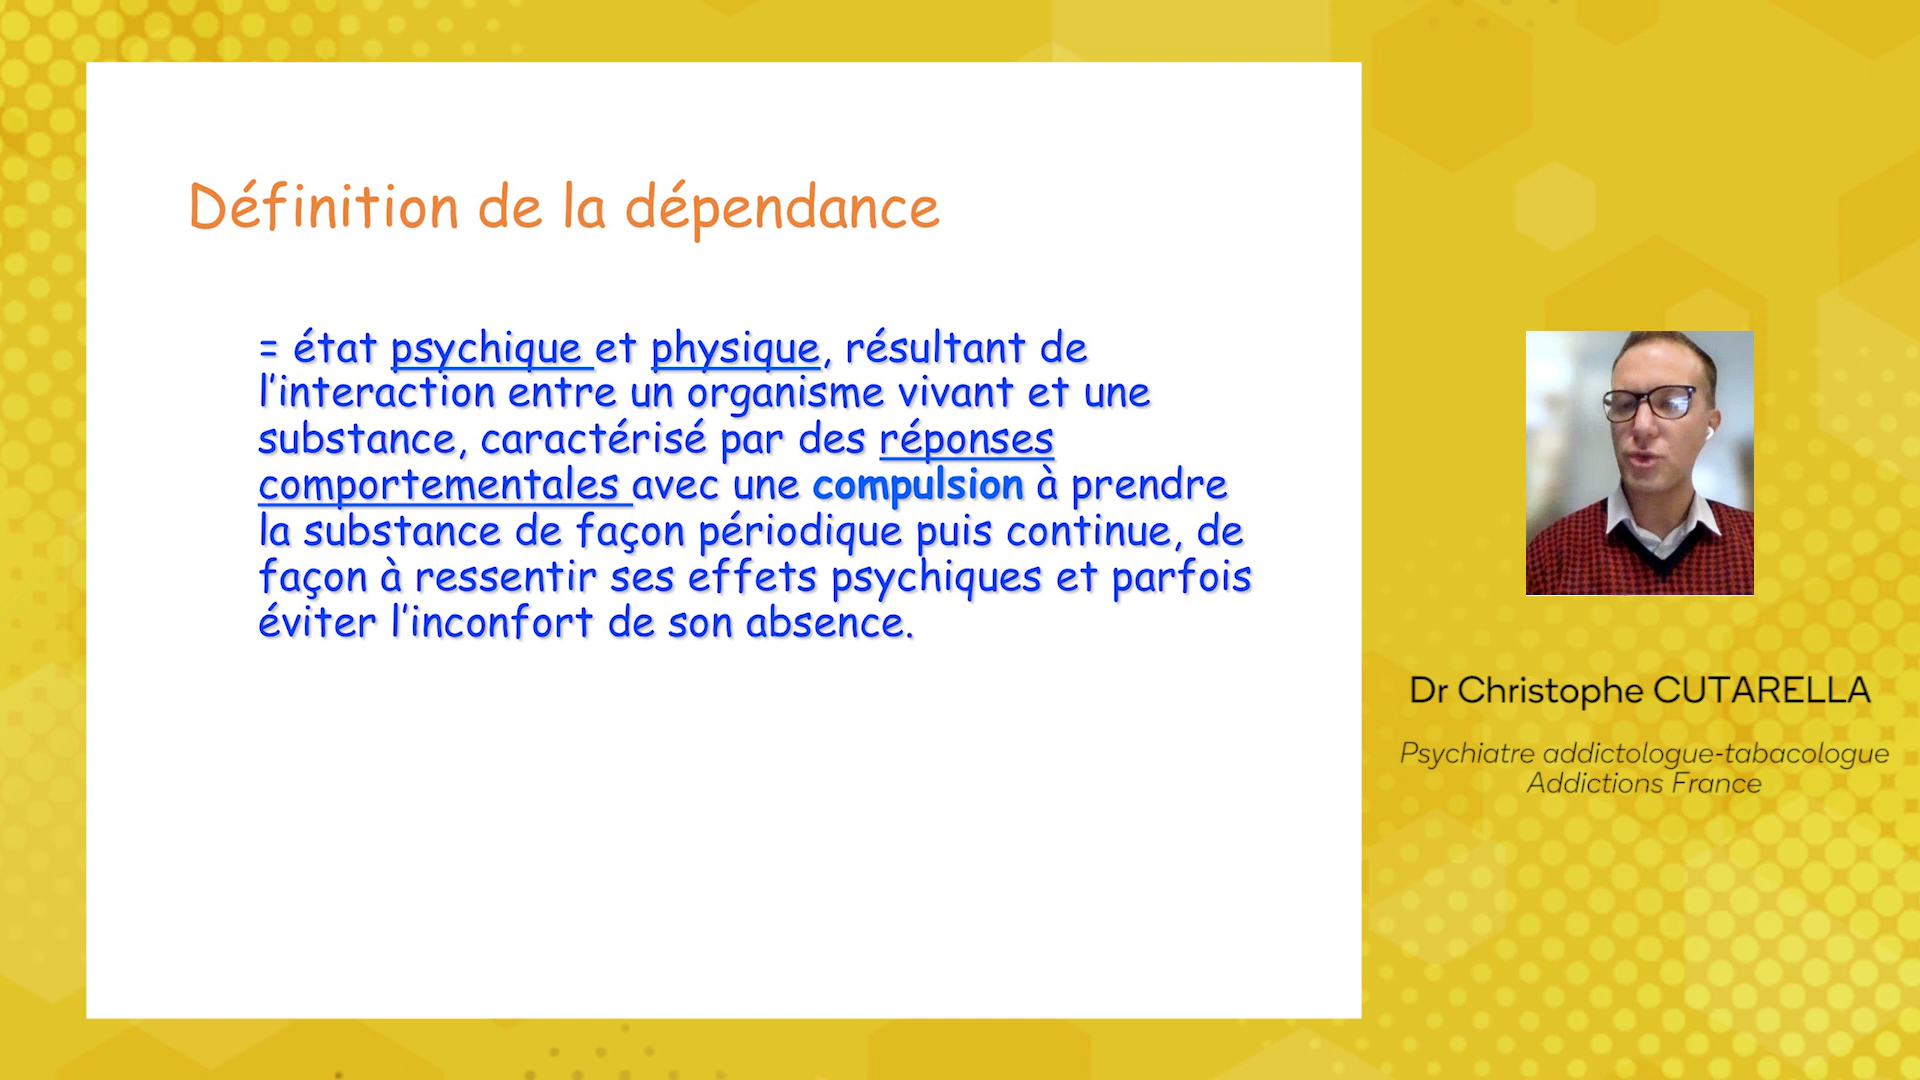 Définition de la dépendance
= état psychique et physique, résultant de
l'interaction entre un organisme vivant et une
substance, caractérisé par des réponses
comportementales avec une compulsion à prendre
la substance de façon périodique puis continue, de
façon à ressentir ses effets psychiques et parfois
éviter l'inconfort de son absence.
Dr Christophe CUTARELLA
Psychiatre addictologue-tabacologue
Addictions France